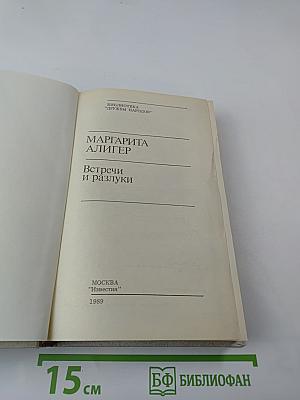 БИБЛИОТЕКА
"ДРУЖБЫ НАРОДОВ"
МАРГАРИТА
АЛИГЕР
Встречи
и разлуки
МОСКВА
"Известия"
1989
15 см
БФ БИБЛИОФАН